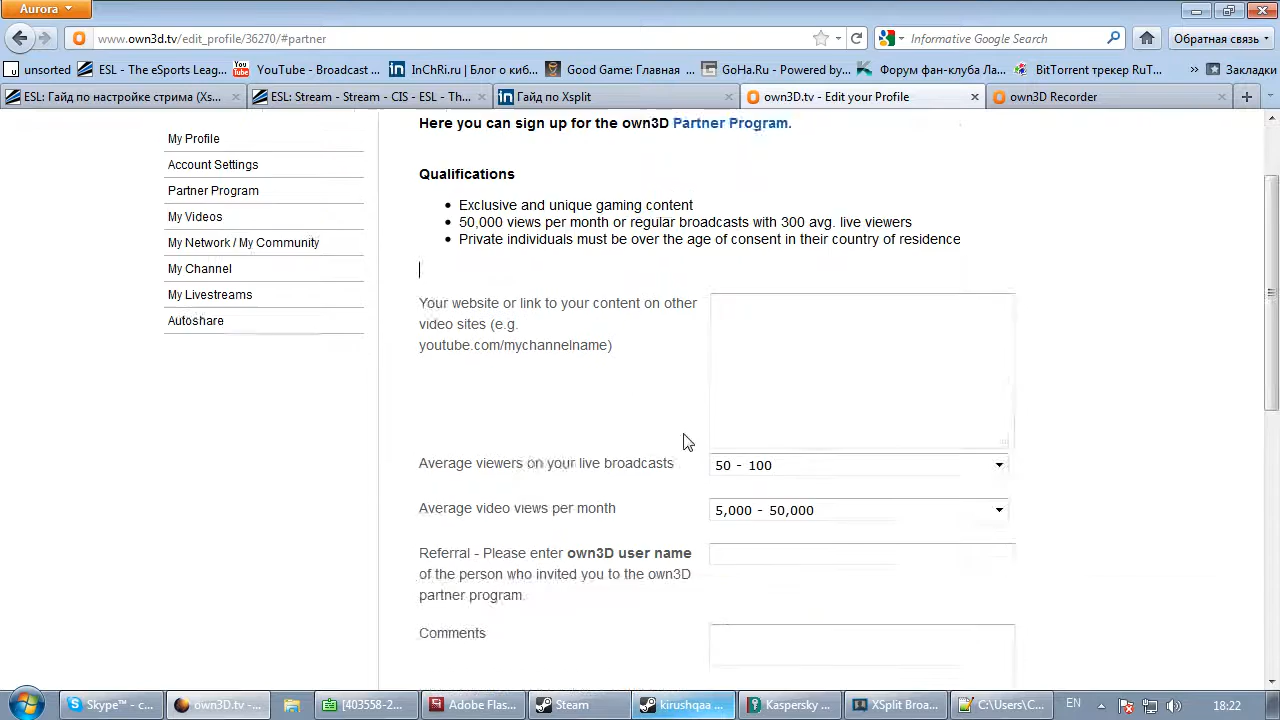 Aurora
www.own3d.tv/edit_profile/36270/#partner
Informative Google Search
Обратная связь
unsorted
ESL - The eSports Leag...
YouTube - Broadcast ...
InChRi.ru | Блог о киб...
Good Game: Главная ...
GoHa.Ru - Powered by...
Форум фан-клуба Ла...
BitTorrent трекер RuT...
»
Закладки
ESL: Гайд по настройке стрима (Xs...
ESL: Stream - Stream - CIS - ESL - Th...
Гайд по Xsplit
own3D.tv - Edit your Profile
own3D Recorder
My Profile
Account Settings
Partner Program
My Videos
My Network / My Community
My Channel
My Livestreams
Autoshare
Here you can sign up for the own3D Partner Program.
Qualifications
• Exclusive and unique gaming content
• 50,000 views per month or regular broadcasts with 300 avg. live viewers
• Private individuals must be over the age of consent in their country of residence
Your website or link to your content on other
video sites (e.g.
youtube.com/mychannelname)
Average viewers on your live broadcasts
50 - 100
Average video views per month
5,000 - 50,000
Referral - Please enter own3D user name
of the person who invited you to the own3D
partner program.
Comments
Skype™ - c...
own3D.tv -...
[403558-2...
Adobe Flas...
Steam
kirushqaa ...
Kaspersky ...
XSplit Broa...
C:\Users\C...
EN
18:22